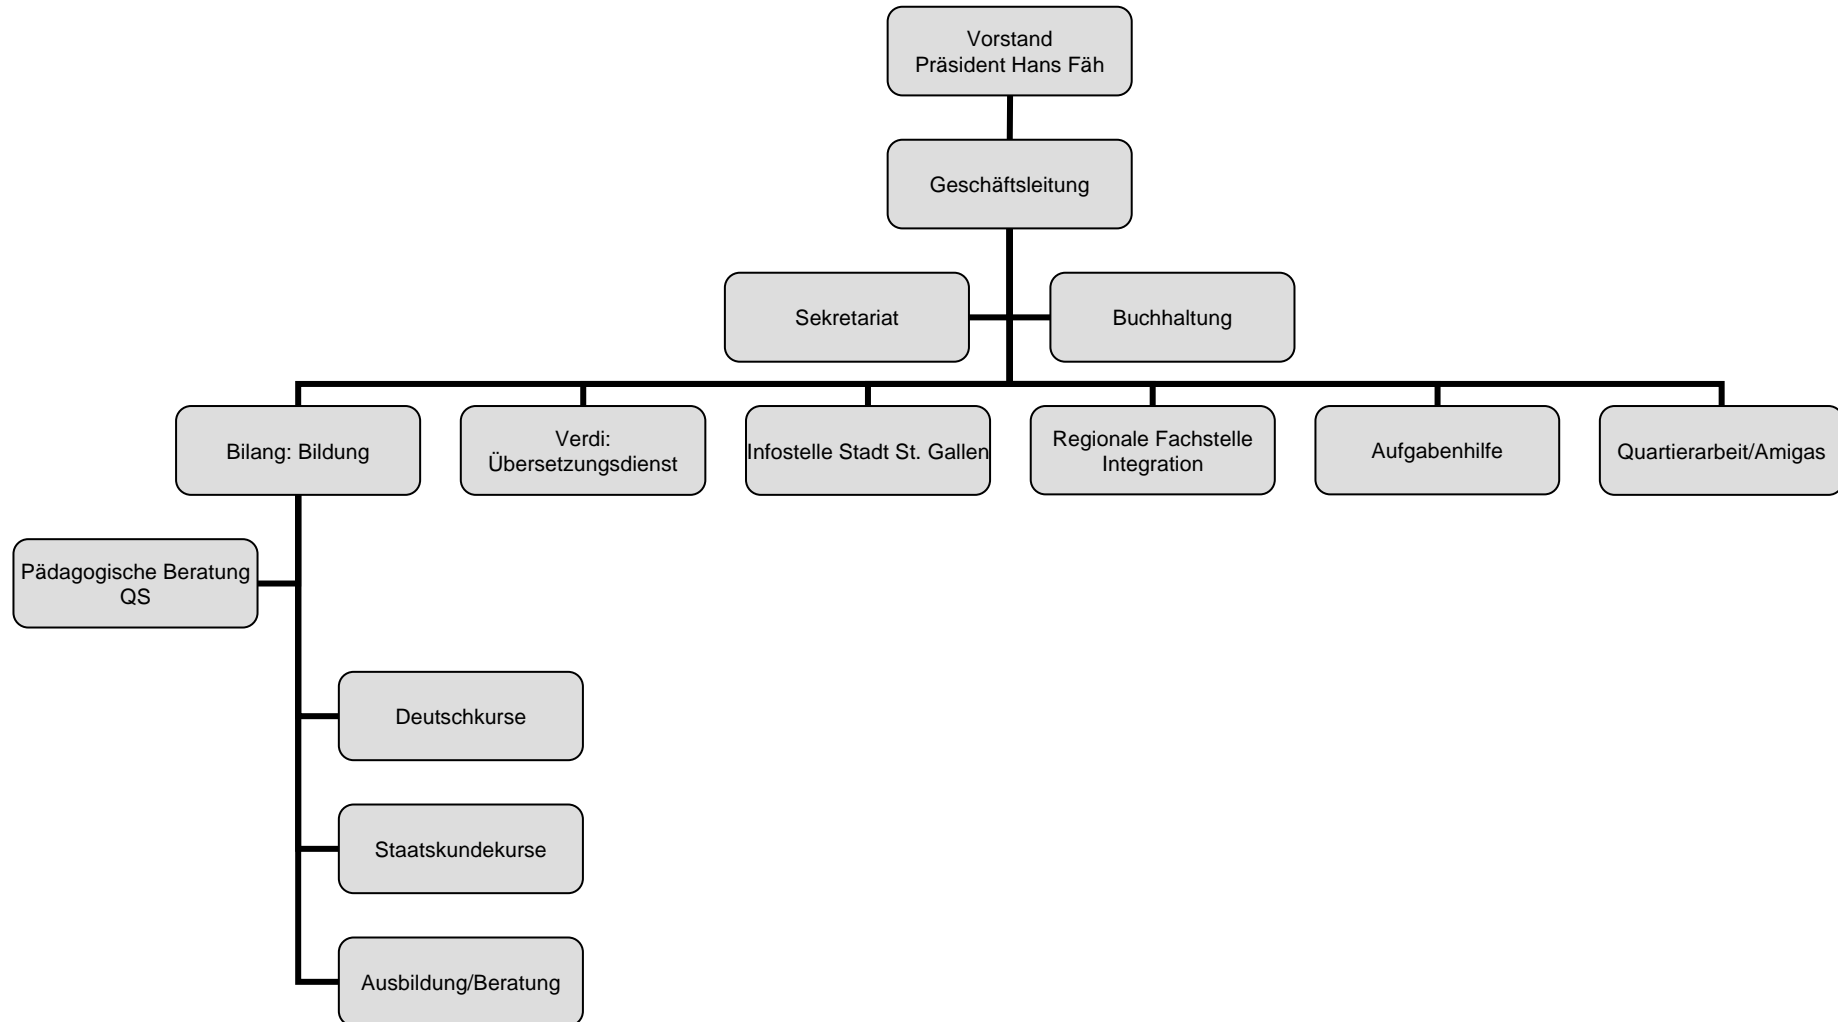 Vorstand
Präsident Hans Fäh
Geschäftsleitung
Sekretariat
Buchhaltung
Bilang: Bildung
Verdi:
Übersetzungsdienst
Infostelle Stadt St. Gallen
Regionale Fachstelle
Integration
Aufgabenhilfe
Quartierarbeit/Amigas
Pädagogische Beratung
QS
Deutschkurse
Staatskundekurse
Ausbildung/Beratung